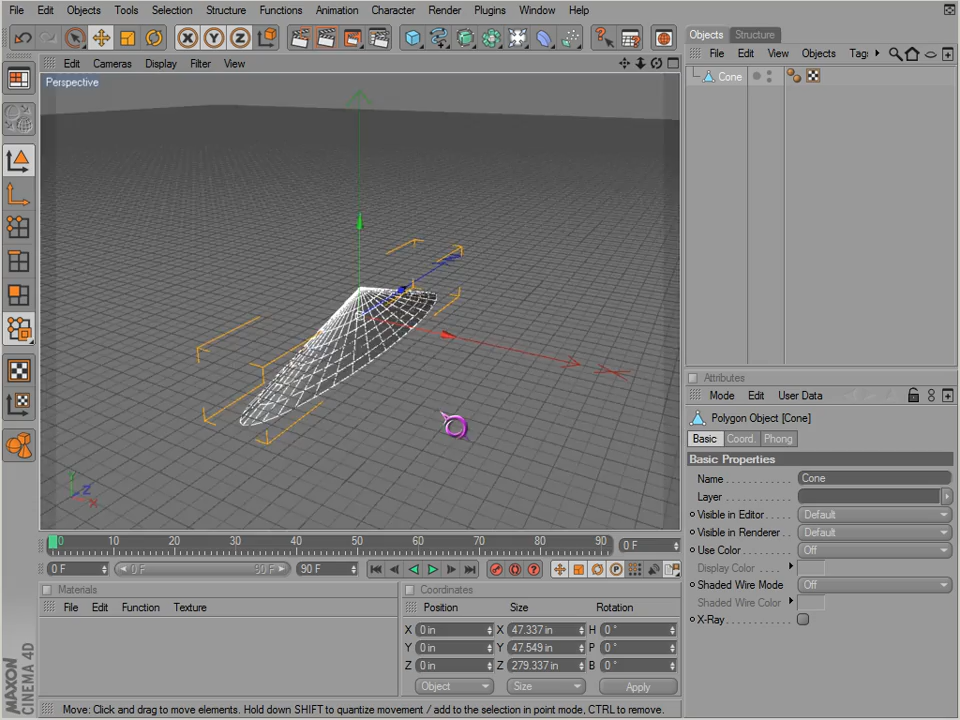 File Edit Objects Tools Selection Structure Functions Animation Character Render Plugins Window Help
Edit Cameras Display Filter View
Perspective
Y
Z
X
X
0 10 20 30 40 50 60 70 80 90
0 F
0 F 0 F 90 F 90 F
Materials
File Edit Function Texture
Coordinates
Position Size Rotation
X 0 in X 47.337 in H 0 °
Y 0 in Y 47.549 in P 0 °
Z 0 in Z 279.337 in B 0 °
Object Size Apply
MAXON
CINEMA 4D
Move: Click and drag to move elements. Hold down SHIFT to quantize movement / add to the selection in point mode, CTRL to remove.
Objects Structure
File Edit View Objects Tag
Cone
Attributes
Mode Edit User Data
Polygon Object [Cone]
Basic Coord. Phong
Basic Properties
Name Cone
Layer
Visible in Editor Default
Visible in Renderer Default
Use Color Off
Display Color
Shaded Wire Mode Off
Shaded Wire Color
X-Ray